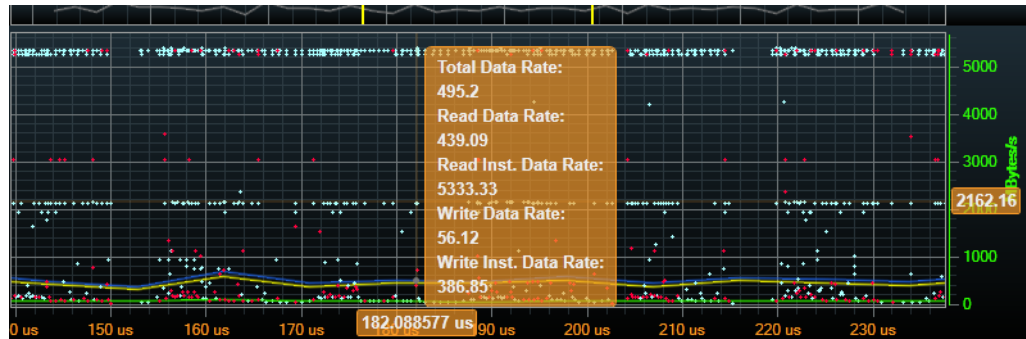 Total Data Rate:
495.2
Read Data Rate:
439.09
Read Inst. Data Rate:
5333.33
Write Data Rate:
56.12
Write Inst. Data Rate:
386.85
5000
4000
3000
2162.16
1000
0
Bytes/s
0 us
150 us
160 us
170 us
182.088577 us
90 us
200 us
210 us
220 us
230 us